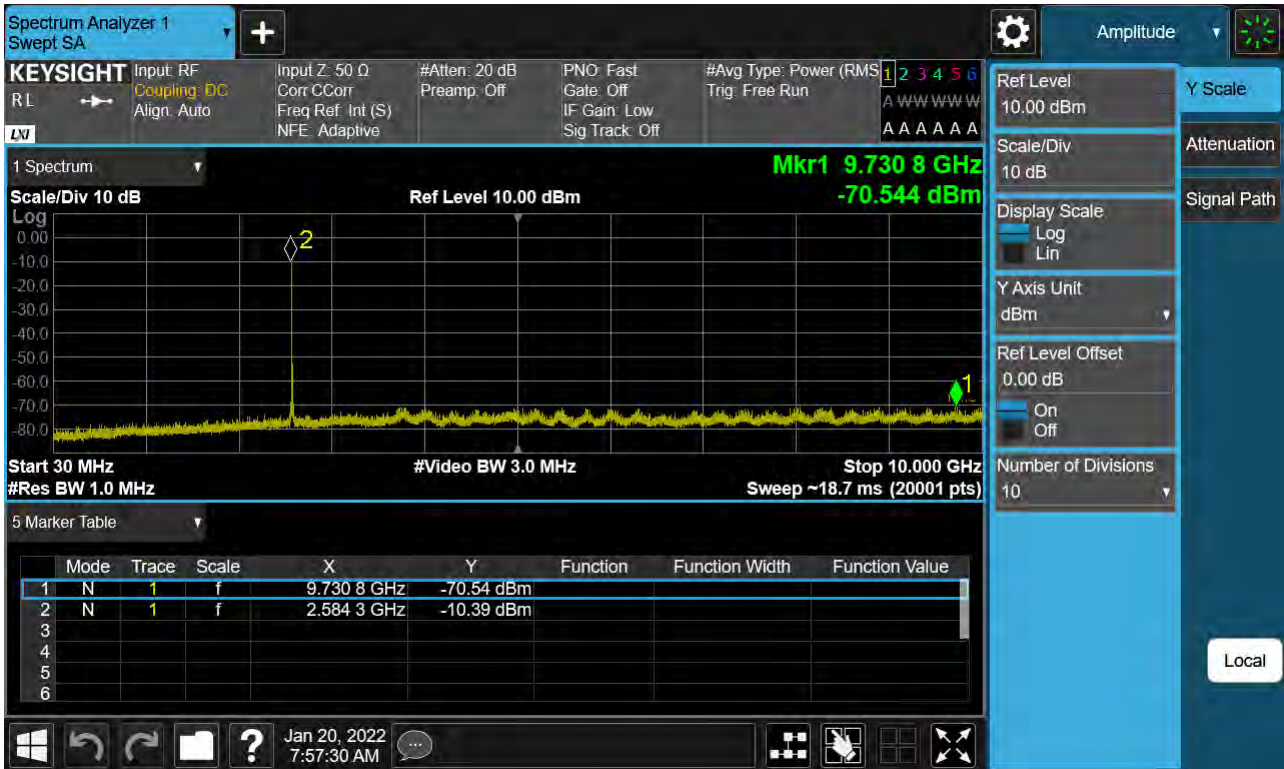 Spectrum Analyzer 1
Swept SA
Amplitude
KEYSIGHT
RL
LXI
Input: RF
Coupling: DC
Align: Auto
Input Z: 50 Ω
Corr CCorr
Freq Ref: Int (S)
NFE: Adaptive
#Atten: 20 dB
Preamp: Off
PNO: Fast
Gate: Off
IF Gain: Low
Sig Track: Off
#Avg Type: Power (RMS
Trig: Free Run
1 2 3 4 5 6
A W W W W W
A A A A A A
1 Spectrum
Mkr1 9.730 8 GHz
-70.544 dBm
Scale/Div 10 dB
Ref Level 10.00 dBm
Log
0.00
-10.0
-20.0
-30.0
-40.0
-50.0
-60.0
-70.0
-80.0
2
1
Start 30 MHz
#Video BW 3.0 MHz
Stop 10.000 GHz
#Res BW 1.0 MHz
Sweep ~18.7 ms (20001 pts)
5 Marker Table
Mode Trace Scale X Y Function Function Width Function Value
1 N 1 f 9.730 8 GHz -70.54 dBm
2 N 1 f 2.584 3 GHz -10.39 dBm
3
4
5
6
Ref Level
10.00 dBm
Scale/Div
10 dB
Display Scale
Log
Lin
Y Axis Unit
dBm
Ref Level Offset
0.00 dB
On
Off
Number of Divisions
10
Y Scale
Attenuation
Signal Path
Local
?
Jan 20, 2022
7:57:30 AM